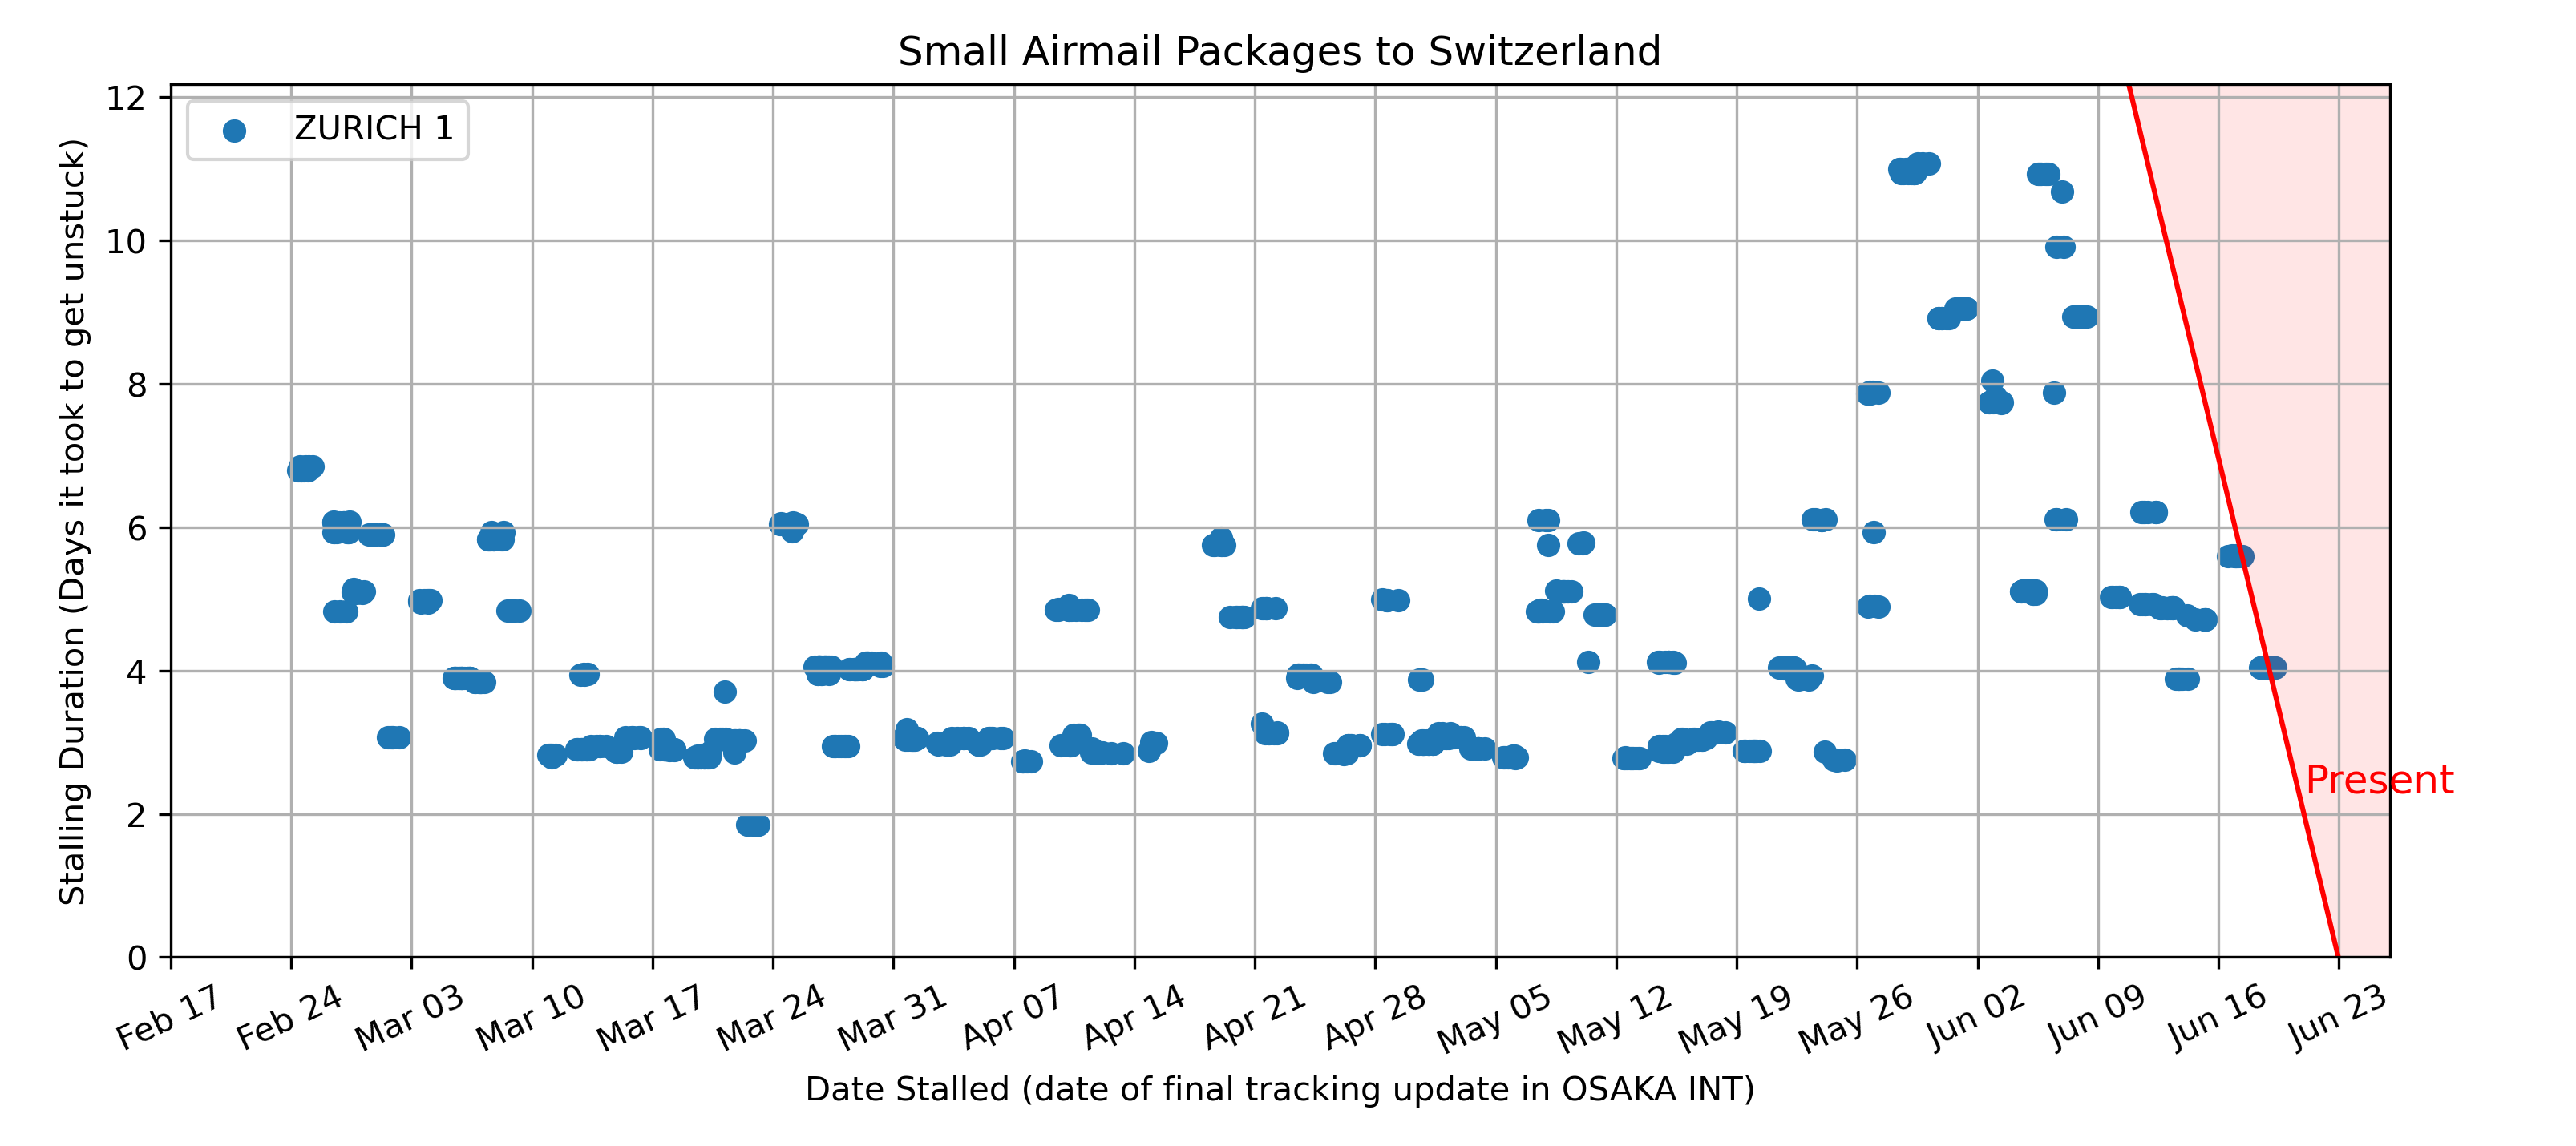 Small Airmail Packages to Switzerland
ZURICH 1
Stalling Duration (Days it took to get unstuck)
12
10
8
6
4
2
0
Present
Feb 17
Feb 24
Mar 03
Mar 10
Mar 17
Mar 24
Mar 31
Apr 07
Apr 14
Apr 21
Apr 28
May 05
May 12
May 19
May 26
Jun 02
Jun 09
Jun 16
Jun 23
Date Stalled (date of final tracking update in OSAKA INT)